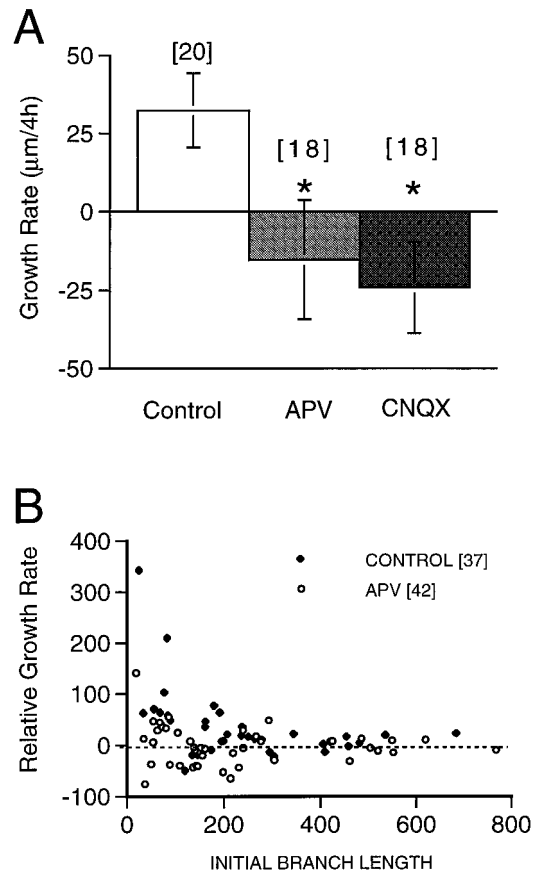 A
50
25
0
-25
-50
Growth Rate (μm/4h)
[20]
[18]
[18]
*
*
Control
APV
CNQX
B
400
300
200
100
0
-100
Relative Growth Rate
CONTROL [37]
APV [42]
0
200
400
600
800
INITIAL BRANCH LENGTH